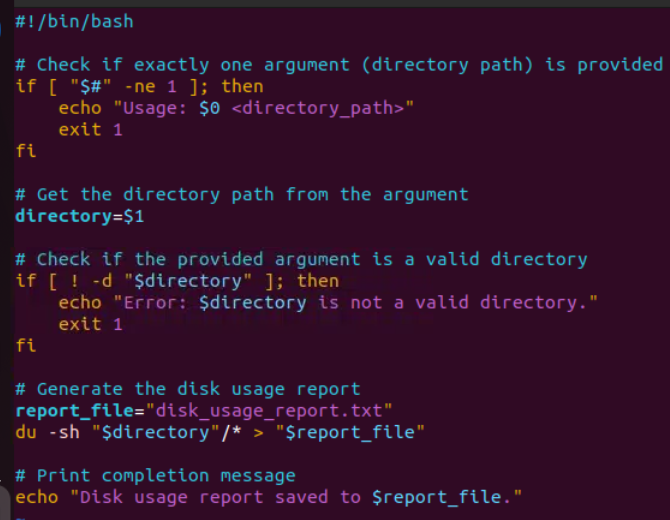 #!/bin/bash
# Check if exactly one argument (directory path) is provided
if [ "$#" -ne 1 ]; then
    echo "Usage: $0 <directory_path>"
    exit 1
fi
# Get the directory path from the argument
directory=$1
# Check if the provided argument is a valid directory
if [ ! -d "$directory" ]; then
    echo "Error: $directory is not a valid directory."
    exit 1
fi
# Generate the disk usage report
report_file="disk_usage_report.txt"
du -sh "$directory"/* > "$report_file"
# Print completion message
echo "Disk usage report saved to $report_file."